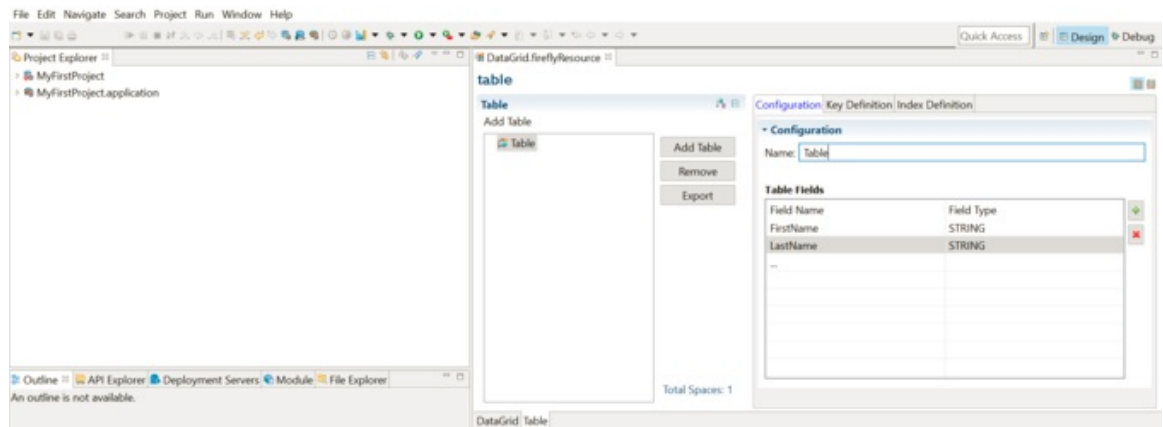 File Edit Navigate Search Project Run Window Help
Quick Access
Design
Debug
Project Explorer
MyFirstProject
MyFirstProject.application
Outline
API Explorer
Deployment Servers
Module
File Explorer
An outline is not available.
DataGrid.fireflyResource
table
Table
Add Table
Table
Add Table
Remove
Export
Total Spaces: 1
DataGrid Table
Configuration Key Definition Index Definition
Configuration
Name: Table
Table Fields
Field Name Field Type
FirstName STRING
LastName STRING
...